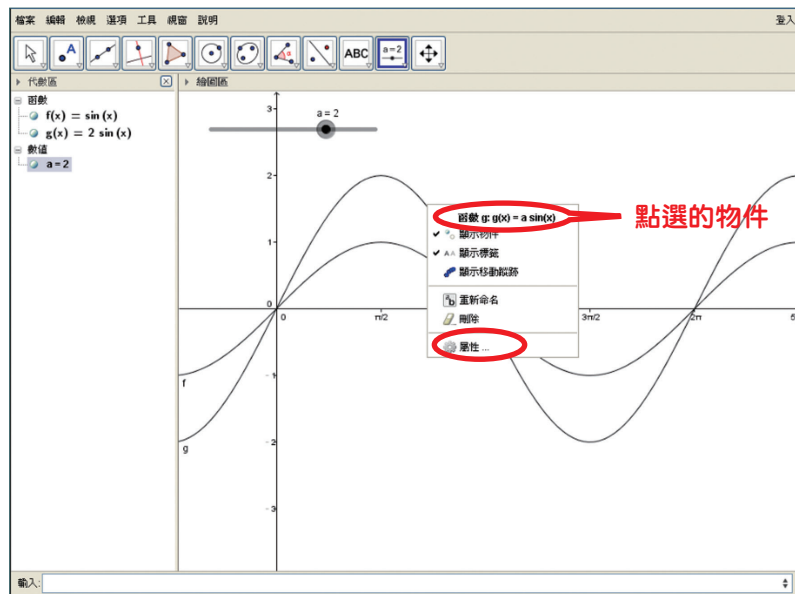 檔案 編輯 檢視 選項 工具 視窗 說明 登入
ABC a=2
代數區 繪圖區
函數
f(x) = sin (x)
g(x) = 2 sin (x)
數值
a = 2
a = 2
3
2
1
0
0 π/2 3π/2 2π 5
-1
-2
-3
f
g
函數 g: g(x) = a sin(x)
顯示物件
AA 顯示標籤
顯示移動蹤跡
重新命名
刪除
屬性 ...
點選的物件
輸入: